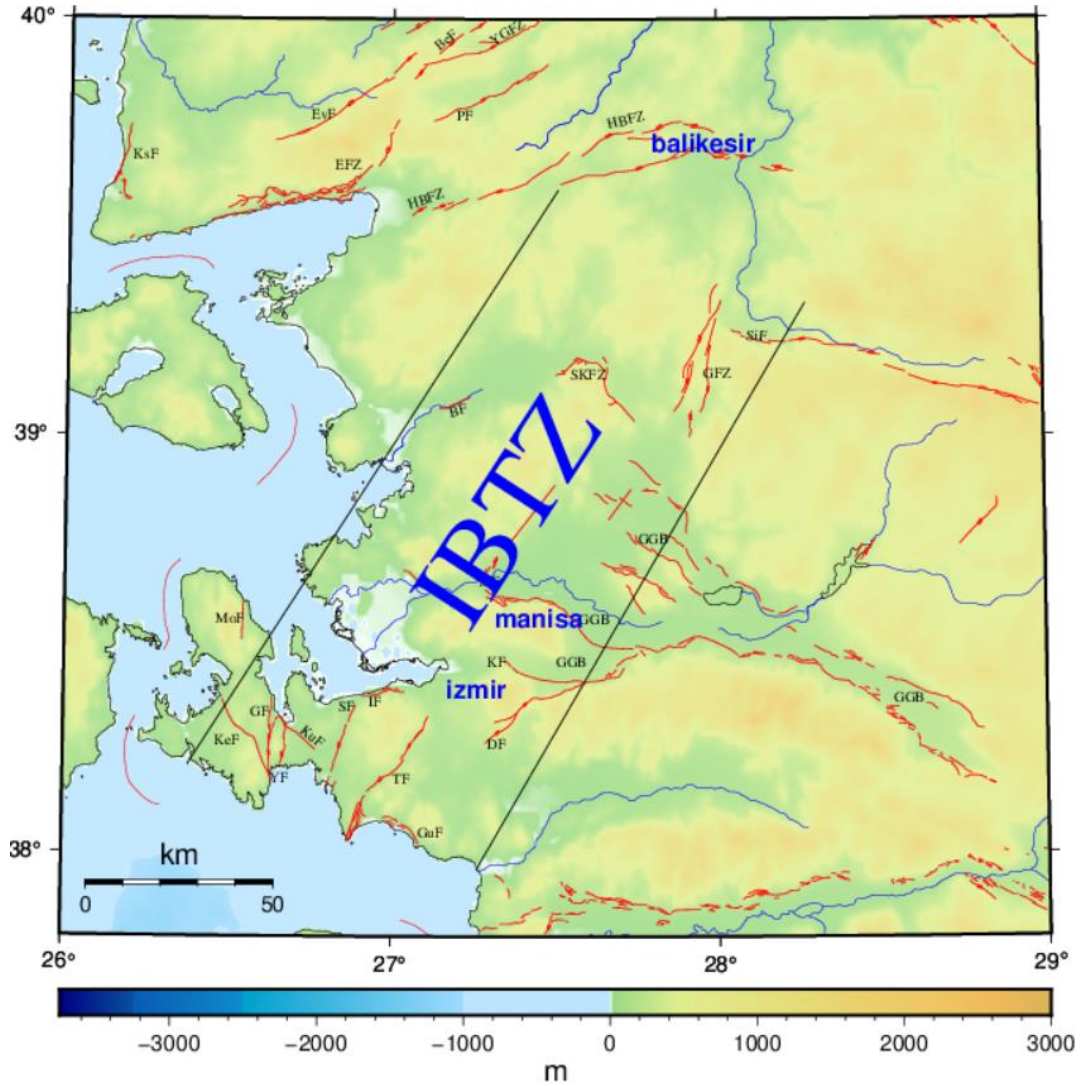 40°
BeF
YGFZ
EvF
PF
HBFZ
balikesir
KsF
EFZ
HBFZ
SiF
SKFZ
GFZ
BF
39°
IBTZ
GGB
MoF
manisa
GGB
KF
GGB
izmir
GGB
SF
IF
GF
KeF
KuF
DF
YF
TF
GuF
38°
km
0
50
26°
27°
28°
29°
−3000
−2000
−1000
0
1000
2000
3000
m